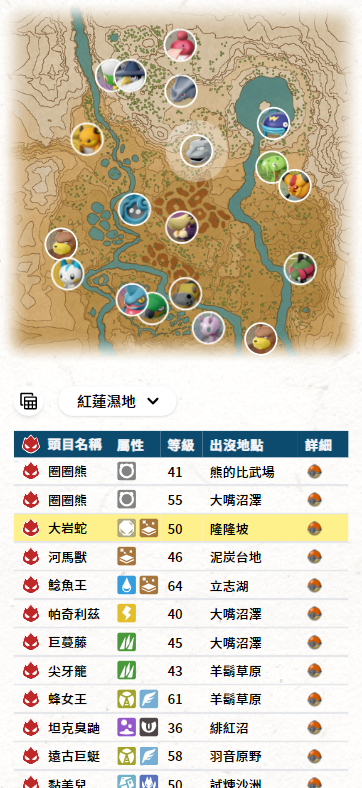 紅蓮濕地
頭目名稱 屬性 等級 出沒地點 詳細
圈圈熊 41 熊的比武場
圈圈熊 55 大嘴沼澤
大岩蛇 50 隆隆坡
河馬獸 46 泥炭台地
鯰魚王 64 立志湖
帕奇利茲 40 大嘴沼澤
巨蔓藤 45 大嘴沼澤
尖牙籠 43 羊鬍草原
蜂女王 61 羊鬍草原
坦克臭鼬 36 緋紅沼
遠古巨蜓 58 羽音原野
黏美兒 50 試煉沙洲